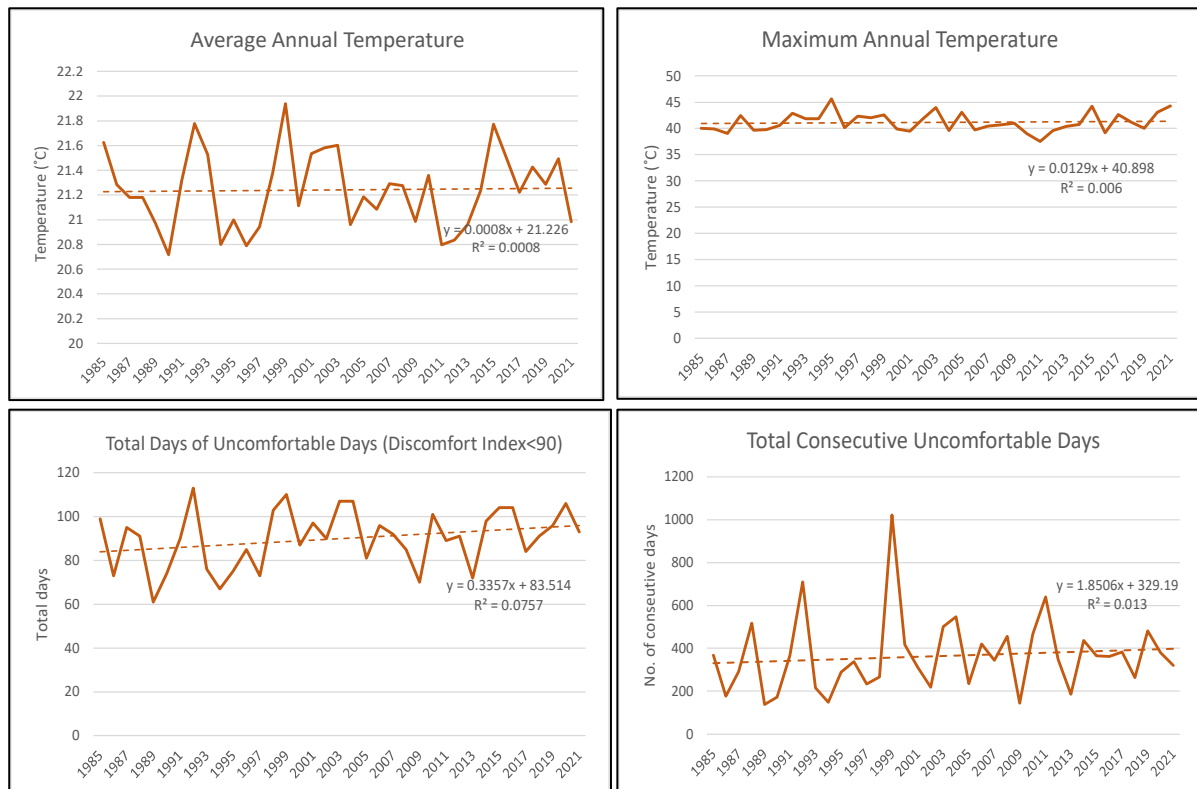 Average Annual Temperature
Temperature (˚C)
22.2
22
21.8
21.6
21.4
21.2
21
20.8
20.6
20.4
20.2
20
y = 0.0008x + 21.226
R² = 0.0008
1985 1987 1989 1991 1993 1995 1997 1999 2001 2003 2005 2007 2009 2011 2013 2015 2017 2019 2021
Maximum Annual Temperature
Temperature (˚C)
50
45
40
35
30
25
20
15
10
5
0
y = 0.0129x + 40.898
R² = 0.006
1985 1987 1989 1991 1993 1995 1997 1999 2001 2003 2005 2007 2009 2011 2013 2015 2017 2019 2021
Total Days of Uncomfortable Days (Discomfort Index<90)
Total days
120
100
80
60
40
20
0
y = 0.3357x + 83.514
R² = 0.0757
1985 1987 1989 1991 1993 1995 1997 1999 2001 2003 2005 2007 2009 2011 2013 2015 2017 2019 2021
Total Consecutive Uncomfortable Days
No. of conseutive days
1200
1000
800
600
400
200
0
y = 1.8506x + 329.19
R² = 0.013
1985 1987 1989 1991 1993 1995 1997 1999 2001 2003 2005 2007 2009 2011 2013 2015 2017 2019 2021